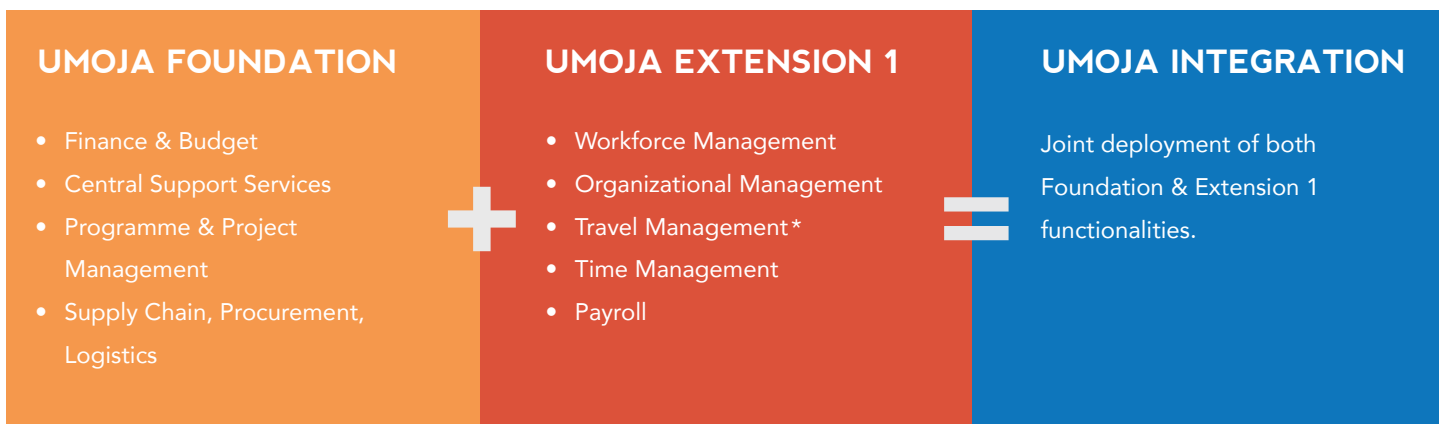 UMOJA FOUNDATION
• Finance & Budget
• Central Support Services
• Programme & Project
Management
• Supply Chain, Procurement,
Logistics
+
UMOJA EXTENSION 1
• Workforce Management
• Organizational Management
• Travel Management*
• Time Management
• Payroll
=
UMOJA INTEGRATION
Joint deployment of both
Foundation & Extension 1
functionalities.